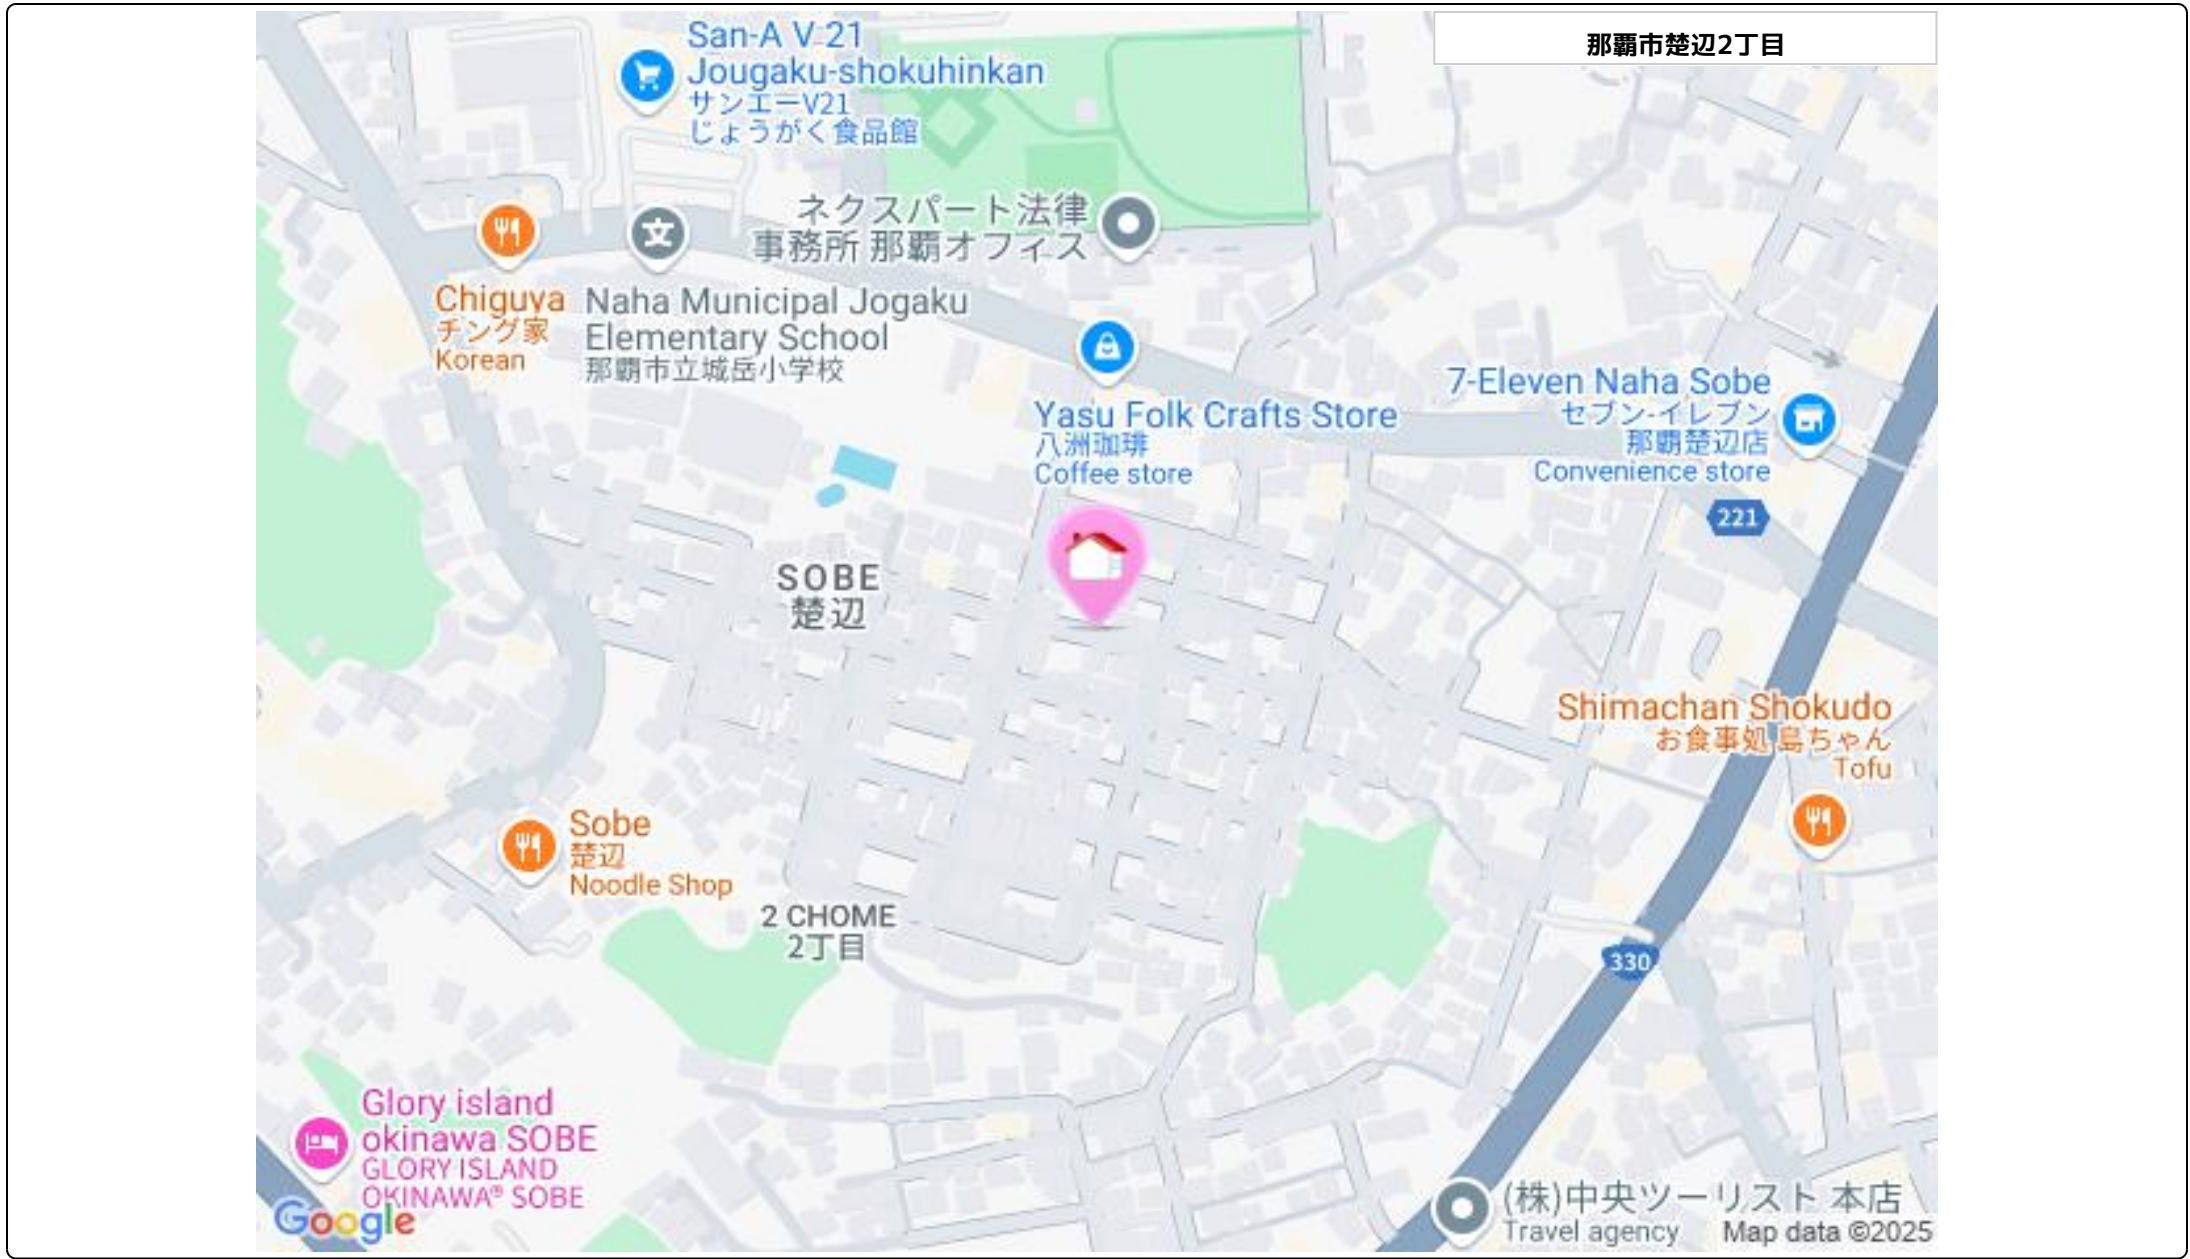 那覇市楚辺2丁目
San-A V 21
Jougaku-shokuhinkan
サンエーV21
じょうがく食品館
ネクスパート法律
事務所 那覇オフィス
Chiguya
チング家
Korean
Naha Municipal Jogaku
Elementary School
那覇市立城岳小学校
Yasu Folk Crafts Store
八洲珈琲
Coffee store
7-Eleven Naha Sobe
セブン-イレブン
那覇楚辺店
Convenience store
221
SOBE
楚辺
Shimachan Shokudo
お食事処 島ちゃん
Tofu
Sobe
楚辺
Noodle Shop
2 CHOME
2丁目
330
Glory island
okinawa SOBE
GLORY ISLAND
OKINAWA® SOBE
Google
(株)中央ツーリスト 本店
Travel agency
Map data ©2025